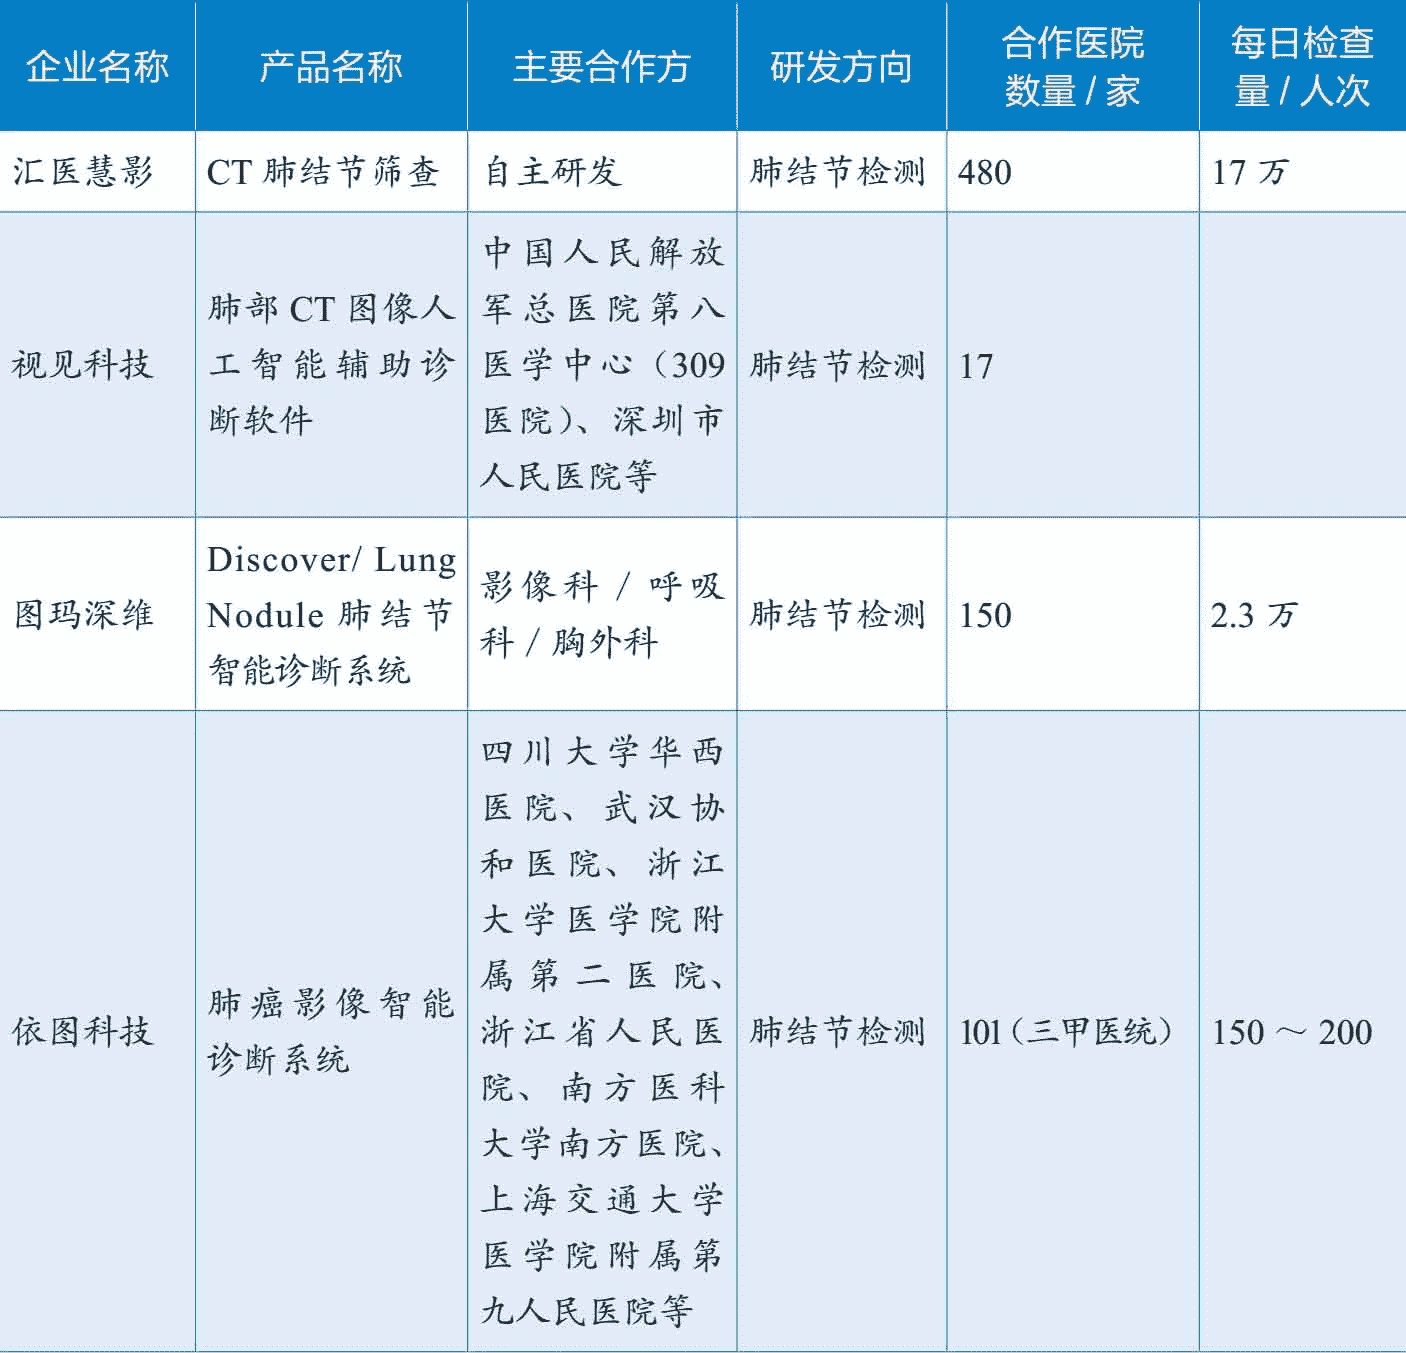 企业名称
产品名称
主要合作方
研发方向
合作医院
数量 / 家
每日检查
量 / 人次
汇医慧影
CT 肺结节筛查
自主研发
肺结节检测
480
17 万
视见科技
肺部 CT 图像人
工智能辅助诊
断软件
中国人民解放
军总医院第八
医学中心（309
医院）、深圳市
人民医院等
肺结节检测
17
图玛深维
Discover/ Lung
Nodule 肺结节
智能诊断系统
影像科 / 呼吸
科 / 胸外科
肺结节检测
150
2.3 万
依图科技
肺癌影像智能
诊断系统
四川大学华西
医院、武汉协
和医院、浙江
大学医学院附
属第二医院、
浙江省人民医
院、南方医科
大学南方医院、
上海交通大学
医学院附属第
九人民医院等
肺结节检测
101（三甲医统）
150 ～ 200